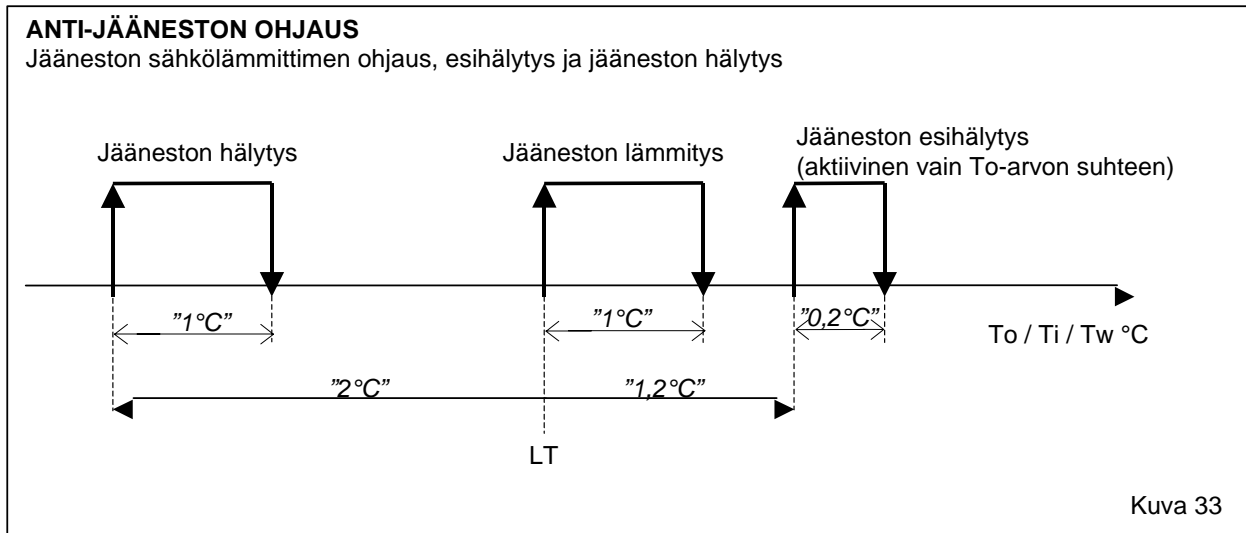 ANTI-JÄÄNESTON OHJAUS
Jääneston sähkölämmittimen ohjaus, esihälytys ja jääneston hälytys
Jääneston hälytys
Jääneston lämmitys
Jääneston esihälytys
(aktiivinen vain To-arvon suhteen)
”1°C”
”1°C”
”0,2°C”
To / Ti / Tw °C
”2°C”
”1,2°C”
LT
Kuva 33